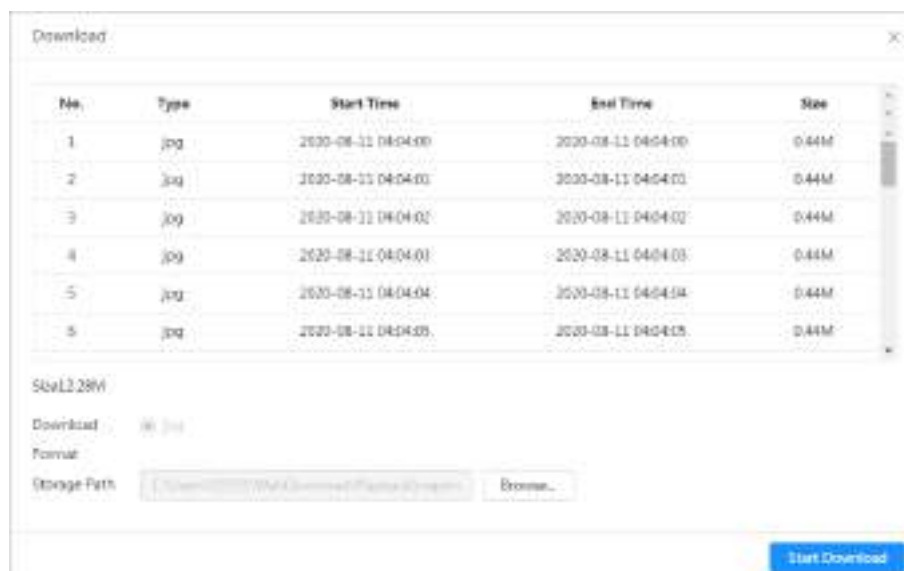 Download
No. Type Start Time End Time Size
1 jpg 2020-08-11 04:04:00 2020-08-11 04:04:00 0.44M
2 jpg 2020-08-11 04:04:01 2020-08-11 04:04:01 0.44M
3 jpg 2020-08-11 04:04:02 2020-08-11 04:04:02 0.44M
4 jpg 2020-08-11 04:04:03 2020-08-11 04:04:03 0.44M
5 jpg 2020-08-11 04:04:04 2020-08-11 04:04:04 0.44M
6 jpg 2020-08-11 04:04:05 2020-08-11 04:04:05 0.44M
Size12.28M
Download jpg
Format
Storage Path Browse...
Start Download